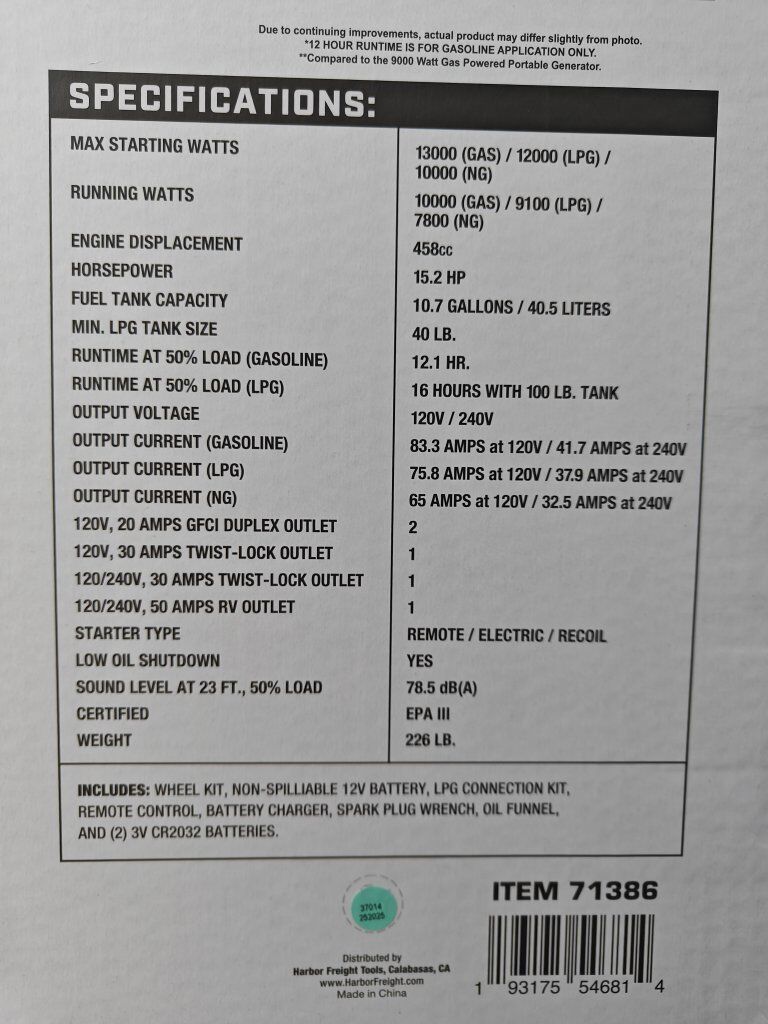 Due to continuing improvements, actual product may differ slightly from photo.
*12 HOUR RUNTIME IS FOR GASOLINE APPLICATION ONLY.
**Compared to the 9000 Watt Gas Powered Portable Generator.
SPECIFICATIONS:
MAX STARTING WATTS 13000 (GAS) / 12000 (LPG) /
10000 (NG)
RUNNING WATTS 10000 (GAS) / 9100 (LPG) /
7800 (NG)
ENGINE DISPLACEMENT 458cc
HORSEPOWER 15.2 HP
FUEL TANK CAPACITY 10.7 GALLONS / 40.5 LITERS
MIN. LPG TANK SIZE 40 LB.
RUNTIME AT 50% LOAD (GASOLINE) 12.1 HR.
RUNTIME AT 50% LOAD (LPG) 16 HOURS WITH 100 LB. TANK
OUTPUT VOLTAGE 120V / 240V
OUTPUT CURRENT (GASOLINE) 83.3 AMPS at 120V / 41.7 AMPS at 240V
OUTPUT CURRENT (LPG) 75.8 AMPS at 120V / 37.9 AMPS at 240V
OUTPUT CURRENT (NG) 65 AMPS at 120V / 32.5 AMPS at 240V
120V, 20 AMPS GFCI DUPLEX OUTLET 2
120V, 30 AMPS TWIST-LOCK OUTLET 1
120/240V, 30 AMPS TWIST-LOCK OUTLET 1
120/240V, 50 AMPS RV OUTLET 1
STARTER TYPE REMOTE / ELECTRIC / RECOIL
LOW OIL SHUTDOWN YES
SOUND LEVEL AT 23 FT., 50% LOAD 78.5 dB(A)
CERTIFIED EPA III
WEIGHT 226 LB.
INCLUDES: WHEEL KIT, NON-SPILLIABLE 12V BATTERY, LPG CONNECTION KIT,
REMOTE CONTROL, BATTERY CHARGER, SPARK PLUG WRENCH, OIL FUNNEL,
AND (2) 3V CR2032 BATTERIES.
37014
252025
Distributed by
Harbor Freight Tools, Calabasas, CA
www.HarborFreight.com
Made in China
ITEM 71386
1 93175 54681 4